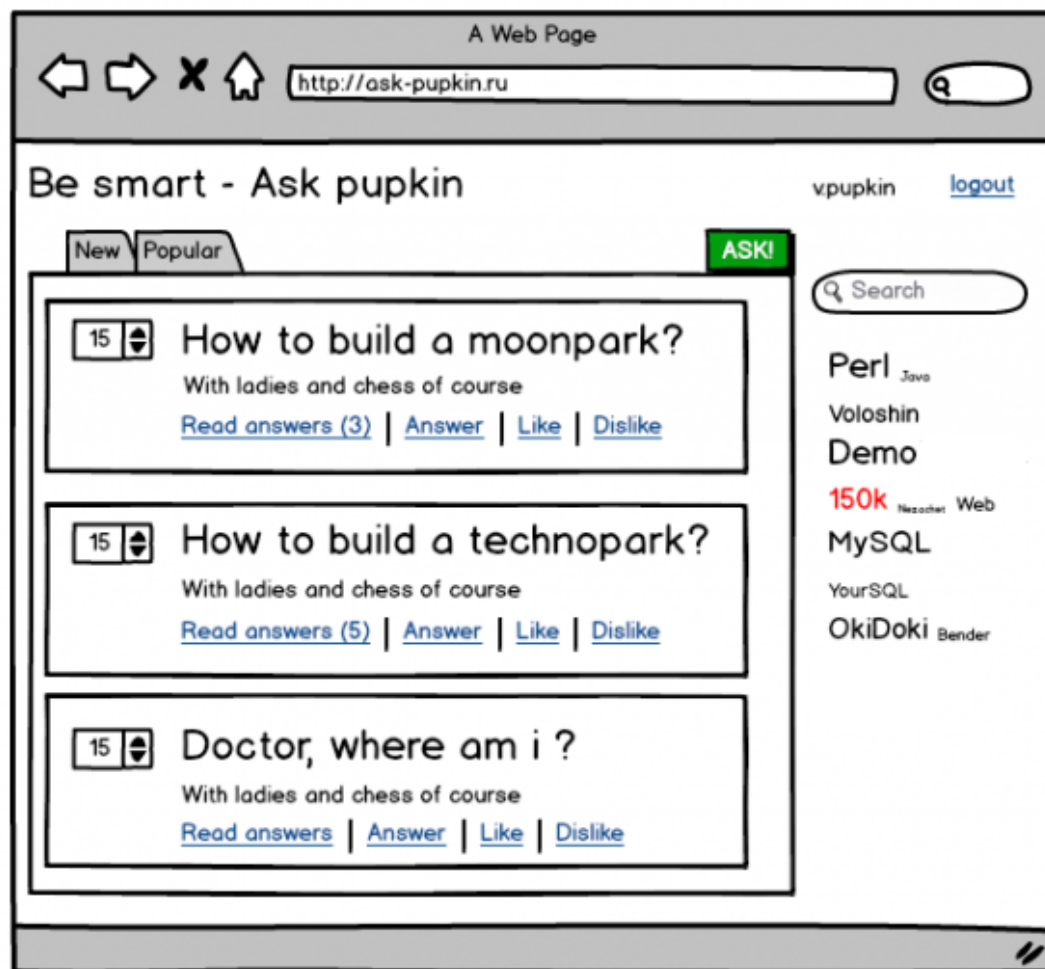 A Web Page
http://ask-pupkin.ru
Be smart - Ask pupkin
v.pupkin logout
New Popular ASK!
Search
15 How to build a moonpark?
With ladies and chess of course
Read answers (3) | Answer | Like | Dislike
15 How to build a technopark?
With ladies and chess of course
Read answers (5) | Answer | Like | Dislike
15 Doctor, where am i ?
With ladies and chess of course
Read answers | Answer | Like | Dislike
Perl Java
Voloshin
Demo
150k Nezachet Web
MySQL
YourSQL
OkiDoki Bender